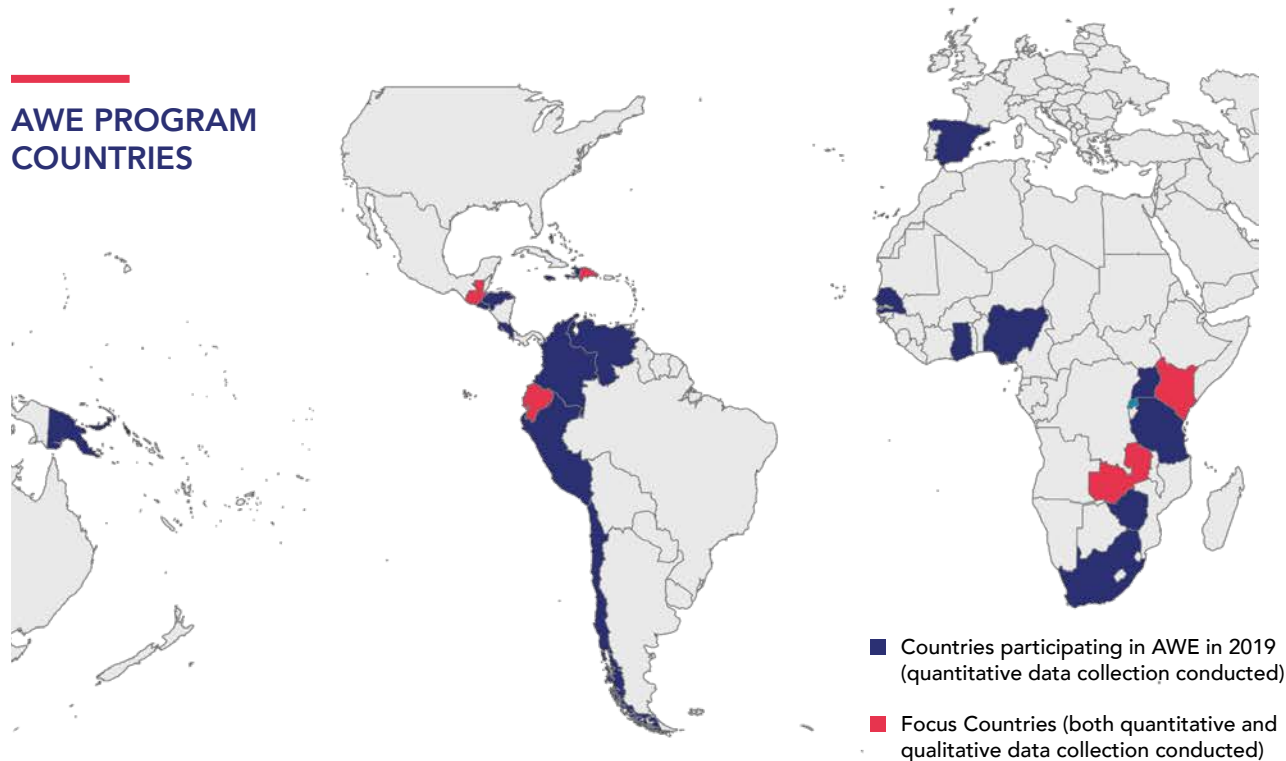 AWE PROGRAM
COUNTRIES
Countries participating in AWE in 2019
(quantitative data collection conducted)
Focus Countries (both quantitative and
qualitative data collection conducted)